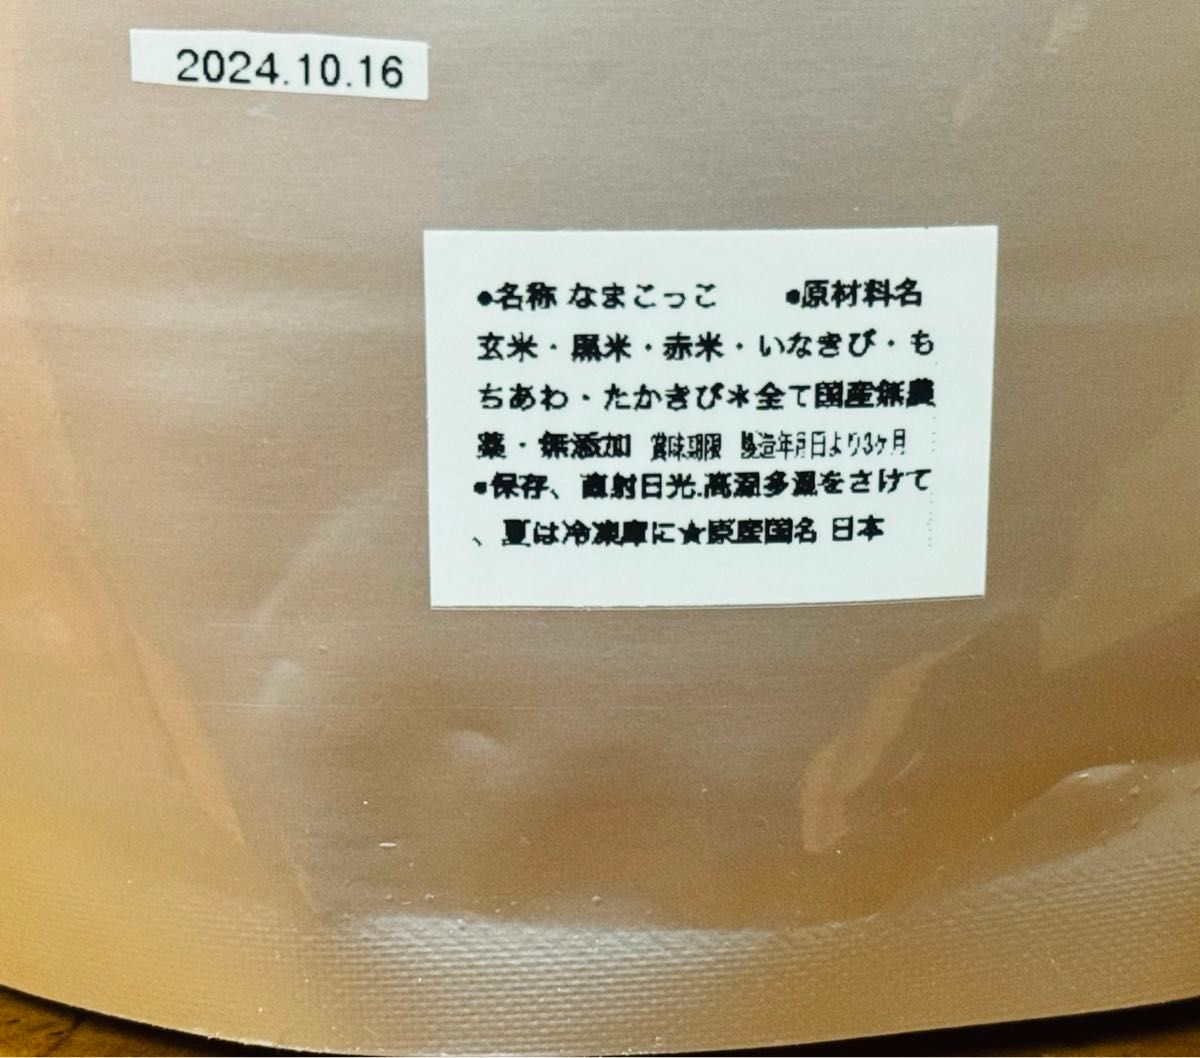 2024.10.16
●名称 なまこっこ ●原材料名
玄米・黒米・赤米・いなきび・も
ちあわ・たかきび＊全て国産無農
薬・無添加 賞味期限 製造年月日より3ヶ月
●保存、直射日光.高温多湿をさけて
、夏は冷凍庫に★原産国名 日本